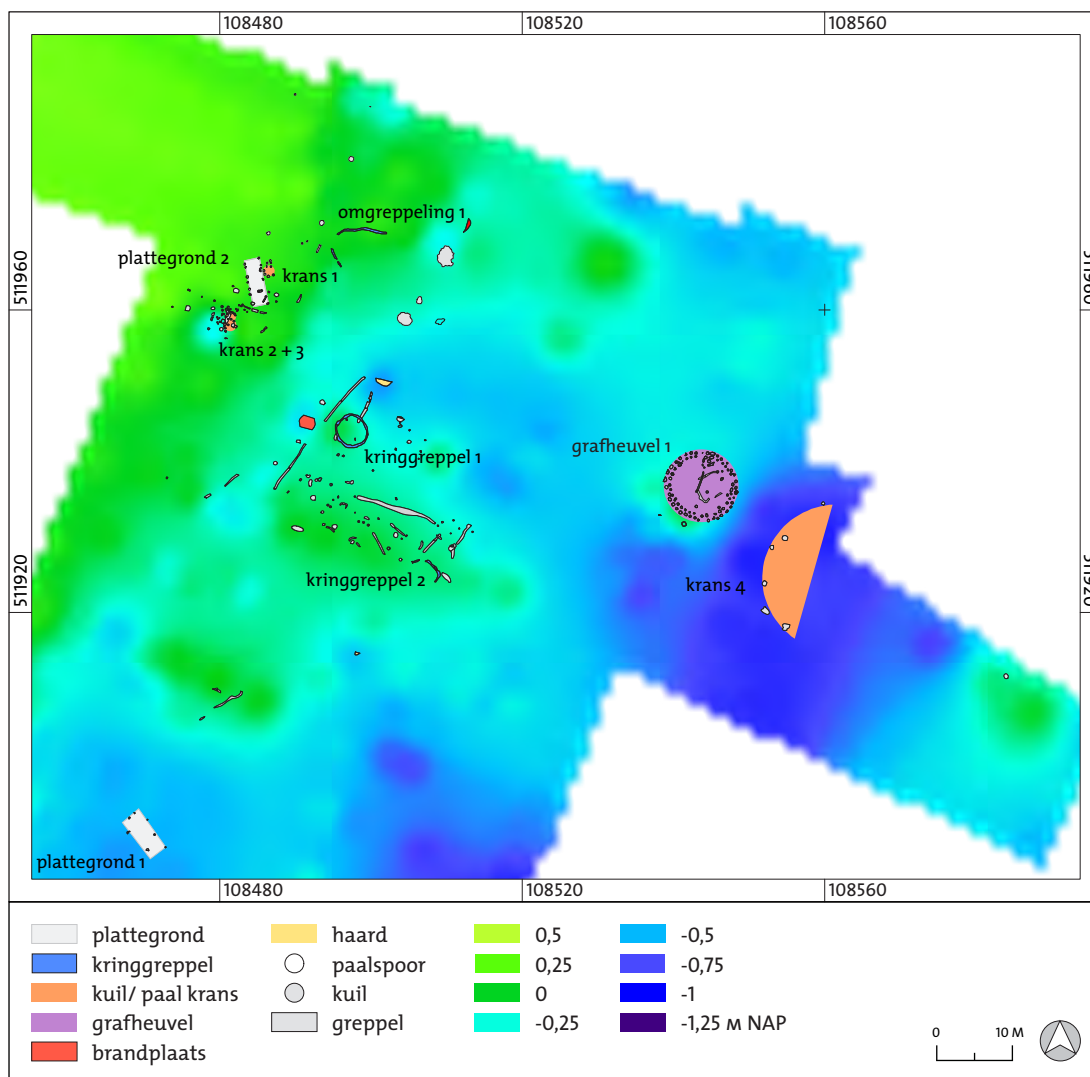 108480
108520
108560
omgreppeling 1
plattegrond 2
krans 1
511960
511960
krans 2 + 3
grafheuvel 1
kringgreppel 1
kringgreppel 2
krans 4
511920
511920
plattegrond 1
108480
108520
108560
plattegrond
kringgreppel
kuil/ paal krans
grafheuvel
brandplaats
haard
paalspoor
kuil
greppel
0,5
0,25
0
-0,25
-0,5
-0,75
-1
-1,25 M NAP
0
10 M